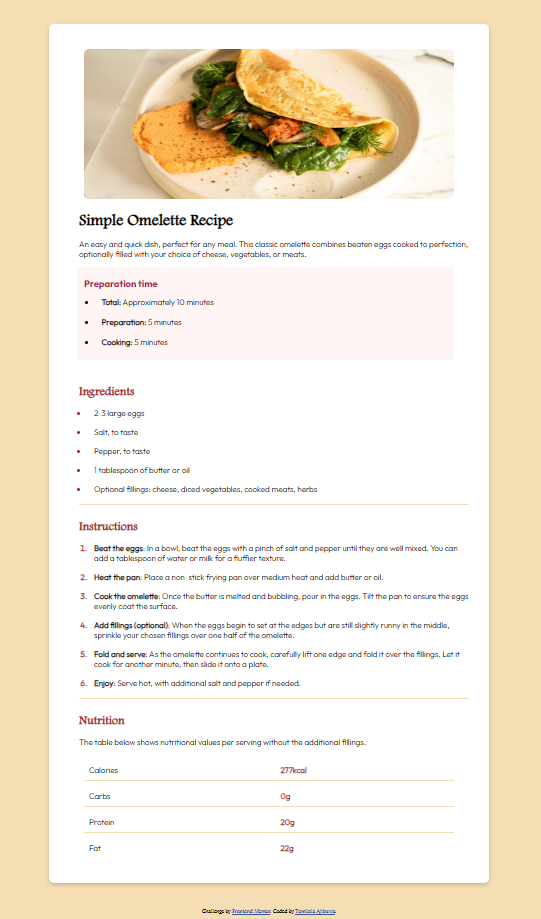 Simple Omelette Recipe
An easy and quick dish, perfect for any meal. This classic omelette combines beaten eggs cooked to perfection,
optionally filled with your choice of cheese, vegetables, or meats.
Preparation time
• Total: Approximately 10 minutes
• Preparation: 5 minutes
• Cooking: 5 minutes
Ingredients
• 2-3 large eggs
• Salt, to taste
• Pepper, to taste
• 1 tablespoon of butter or oil
• Optional fillings: cheese, diced vegetables, cooked meats, herbs
Instructions
1. Beat the eggs: In a bowl, beat the eggs with a pinch of salt and pepper until they are well mixed. You can
add a tablespoon of water or milk for a fluffier texture.
2. Heat the pan: Place a non-stick frying pan over medium heat and add butter or oil.
3. Cook the omelette: Once the butter is melted and bubbling, pour in the eggs. Tilt the pan to ensure the eggs
evenly coat the surface.
4. Add fillings (optional): When the eggs begin to set at the edges but are still slightly runny in the middle,
sprinkle your chosen fillings over one half of the omelette.
5. Fold and serve: As the omelette continues to cook, carefully lift one edge and fold it over the fillings. Let it
cook for another minute, then slide it onto a plate.
6. Enjoy: Serve hot, with additional salt and pepper if needed.
Nutrition
The table below shows nutritional values per serving without the additional fillings.
Calories 277kcal
Carbs 0g
Protein 20g
Fat 22g
Challenge by Frontend Mentor. Coded by